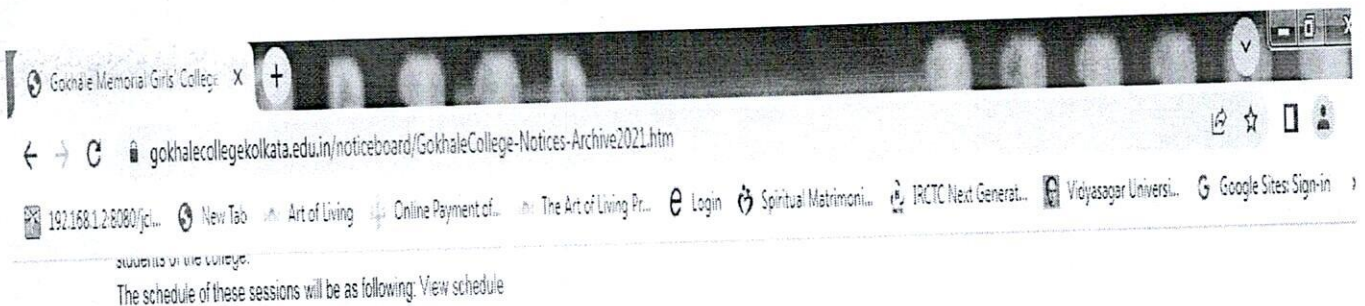 Gokhale Memorial Girls' College X +
gokhalecollegekolkata.edu.in/noticeboard/GokhaleCollege-Notices-Archive2021.htm
192.168.1.2:8080/jcl... New Tab Art of Living Online Payment of... The Art of Living Pr... Login Spiritual Matrimoni... IRCTC Next Generat... Vidyasagar Universi... G Google Sites: Sign-in »
students of the college.
The schedule of these sessions will be as following: View schedule